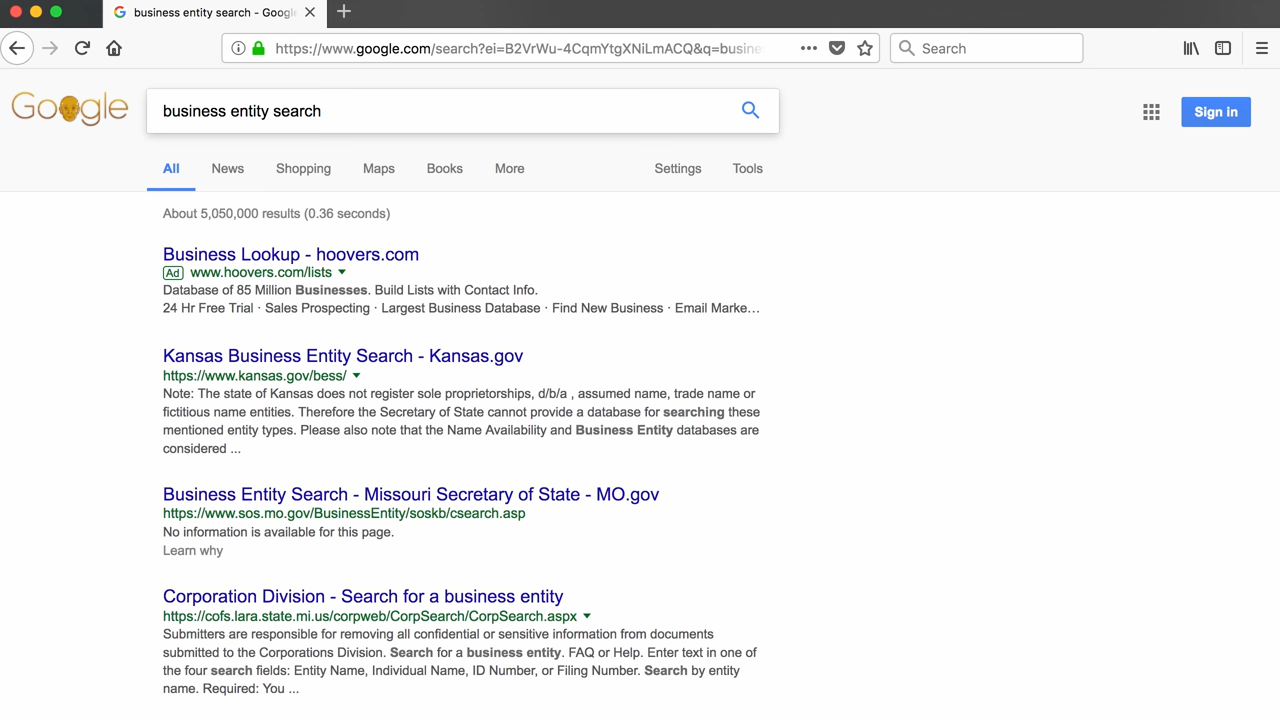 business entity search - Googl
https://www.google.com/search?ei=B2VrWu-4CqmYtgXNiLmACQ&q=busine
Search
Google
business entity search
Sign in
All
News
Shopping
Maps
Books
More
Settings
Tools
About 5,050,000 results (0.36 seconds)
Business Lookup - hoovers.com
Ad www.hoovers.com/lists
Database of 85 Million Businesses. Build Lists with Contact Info.
24 Hr Free Trial · Sales Prospecting · Largest Business Database · Find New Business · Email Marke…
Kansas Business Entity Search - Kansas.gov
https://www.kansas.gov/bess/
Note: The state of Kansas does not register sole proprietorships, d/b/a , assumed name, trade name or
fictitious name entities. Therefore the Secretary of State cannot provide a database for searching these
mentioned entity types. Please also note that the Name Availability and Business Entity databases are
considered ...
Business Entity Search - Missouri Secretary of State - MO.gov
https://www.sos.mo.gov/BusinessEntity/soskb/csearch.asp
No information is available for this page.
Learn why
Corporation Division - Search for a business entity
https://cofs.lara.state.mi.us/corpweb/CorpSearch/CorpSearch.aspx
Submitters are responsible for removing all confidential or sensitive information from documents
submitted to the Corporations Division. Search for a business entity. FAQ or Help. Enter text in one of
the four search fields: Entity Name, Individual Name, ID Number, or Filing Number. Search by entity
name. Required: You ...